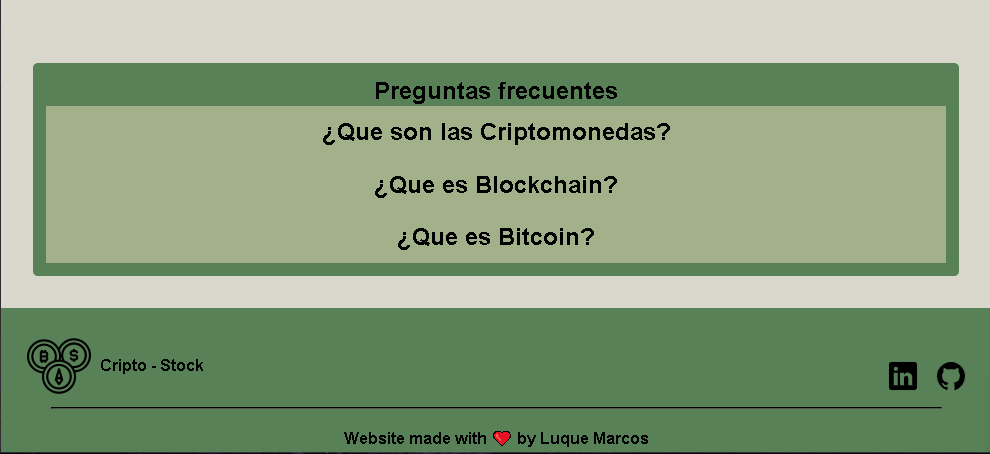 Preguntas frecuentes
¿Que son las Criptomonedas?
¿Que es Blockchain?
¿Que es Bitcoin?
Cripto - Stock
Website made with ❤️ by Luque Marcos